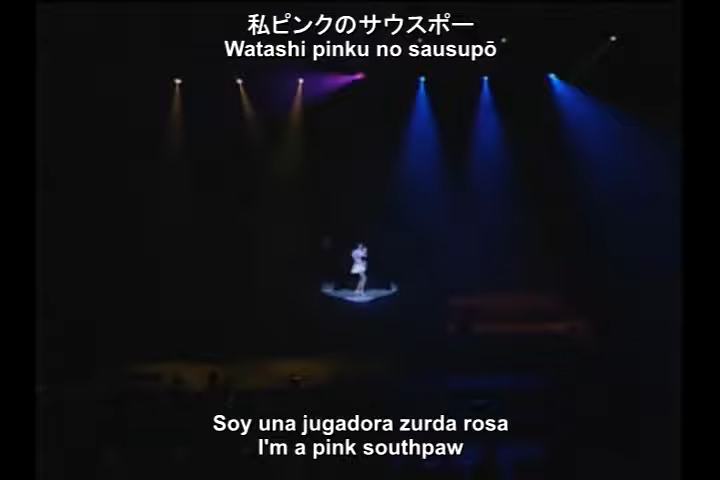 私ピンクのサウスポー
Watashi pinku no sausupō
Soy una jugadora zurda rosa
I'm a pink southpaw